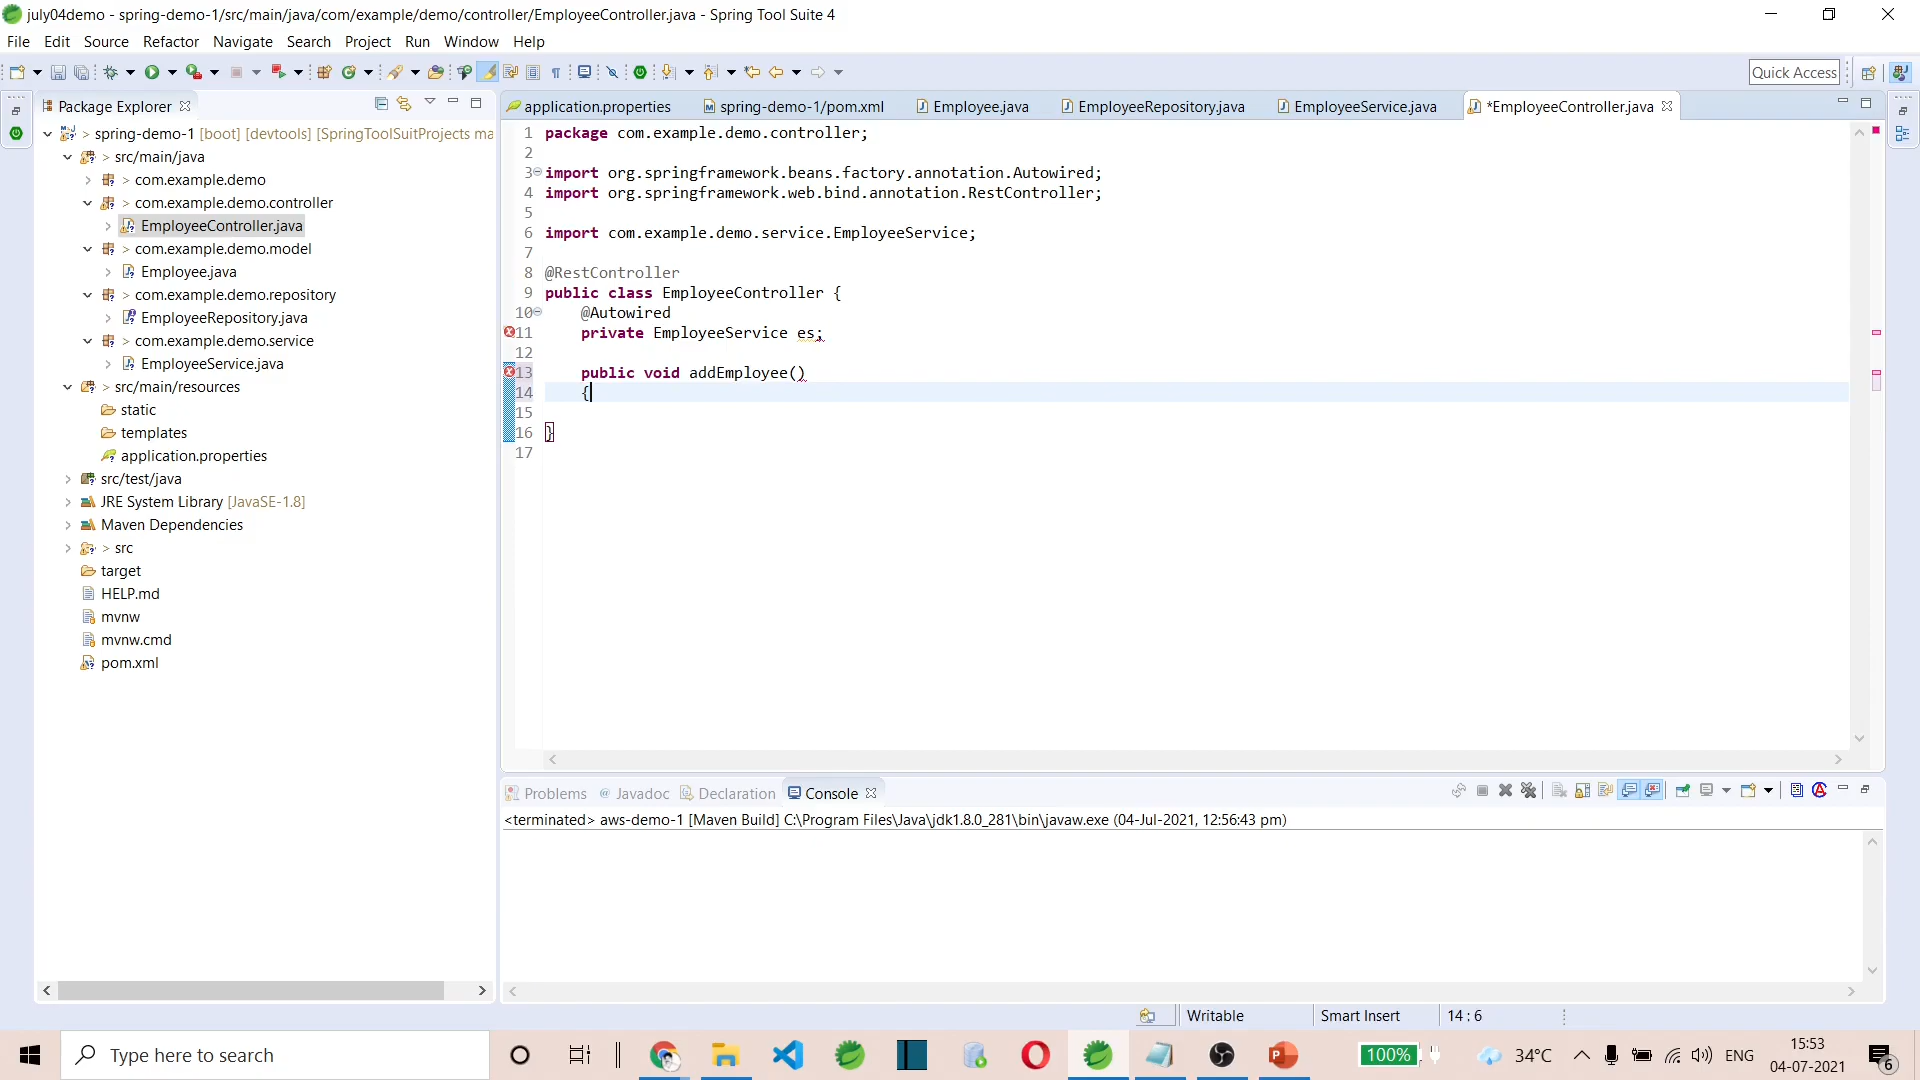 july04demo - spring-demo-1/src/main/java/com/example/demo/controller/EmployeeController.java - Spring Tool Suite 4
File Edit Source Refactor Navigate Search Project Run Window Help
Quick Access
Package Explorer
spring-demo-1 [boot] [devtools] [SpringToolSuitProjects ma
> src/main/java
> com.example.demo
> com.example.demo.controller
EmployeeController.java
> com.example.demo.model
Employee.java
> com.example.demo.repository
EmployeeRepository.java
> com.example.demo.service
EmployeeService.java
src/main/resources
static
templates
application.properties
src/test/java
JRE System Library [JavaSE-1.8]
Maven Dependencies
> src
target
HELP.md
mvnw
mvnw.cmd
pom.xml
application.properties spring-demo-1/pom.xml Employee.java EmployeeRepository.java EmployeeService.java *EmployeeController.java
1 package com.example.demo.controller;
2
3 import org.springframework.beans.factory.annotation.Autowired;
4 import org.springframework.web.bind.annotation.RestController;
5
6 import com.example.demo.service.EmployeeService;
7
8 @RestController
9 public class EmployeeController {
10 @Autowired
11 private EmployeeService es;
12
13 public void addEmployee()
14 {
15
16 }
17
Problems @ Javadoc Declaration Console
<terminated> aws-demo-1 [Maven Build] C:\Program Files\Java\jdk1.8.0_281\bin\javaw.exe (04-Jul-2021, 12:56:43 pm)
Writable Smart Insert 14 : 6
Type here to search
100% 34°C ENG
15:53
04-07-2021
6